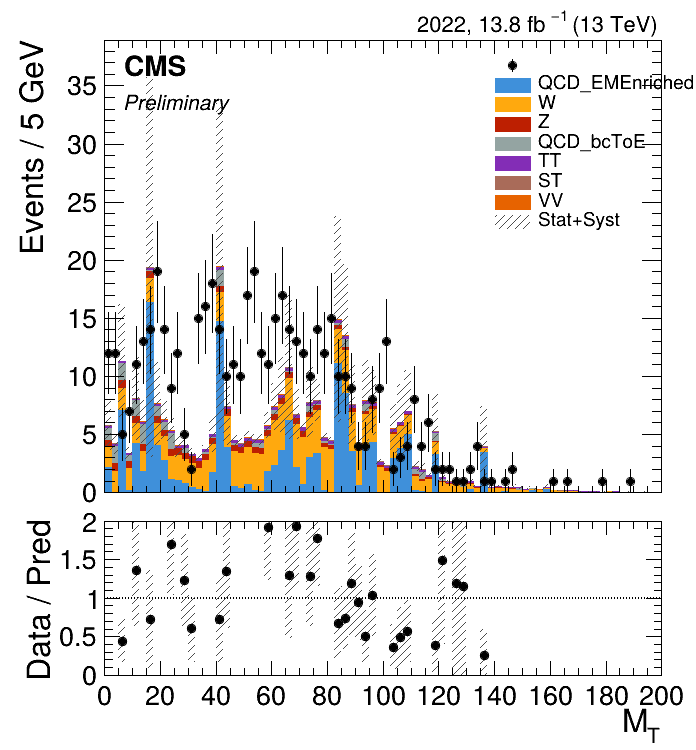 2022, 13.8 fb⁻¹ (13 TeV)
CMS
Preliminary
QCD_EMEnriched
W
Z
QCD_bcToE
TT
ST
VV
Stat+Syst
Events / 5 GeV
35
30
25
20
15
10
5
0
Data / Pred
2
1.5
1
0.5
0
0 20 40 60 80 100 120 140 160 180 200
M_T